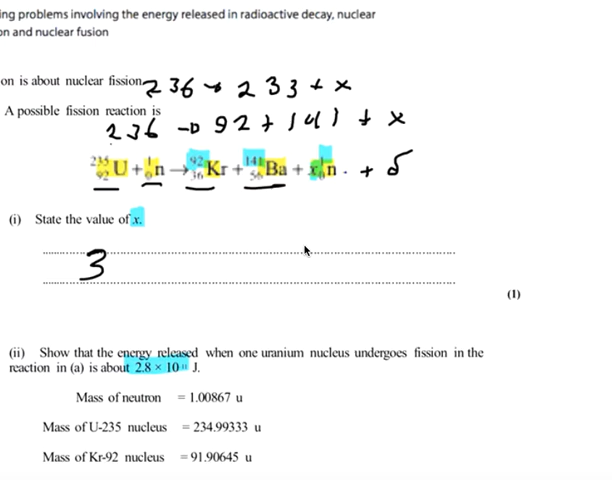 ing problems involving the energy released in radioactive decay, nuclear
on and nuclear fusion
on is about nuclear fission
236 → 233 + x
A possible fission reaction is
236 → 92 + 141 + x
²³⁵₉₂U + ¹₀n → ⁹²₃₆Kr + ¹⁴¹₅₆Ba + x¹₀n . +
(i) State the value of x.
3
(1)
(ii) Show that the energy released when one uranium nucleus undergoes fission in the
reaction in (a) is about 2.8 × 10 J.
Mass of neutron = 1.00867 u
Mass of U-235 nucleus = 234.99333 u
Mass of Kr-92 nucleus = 91.90645 u